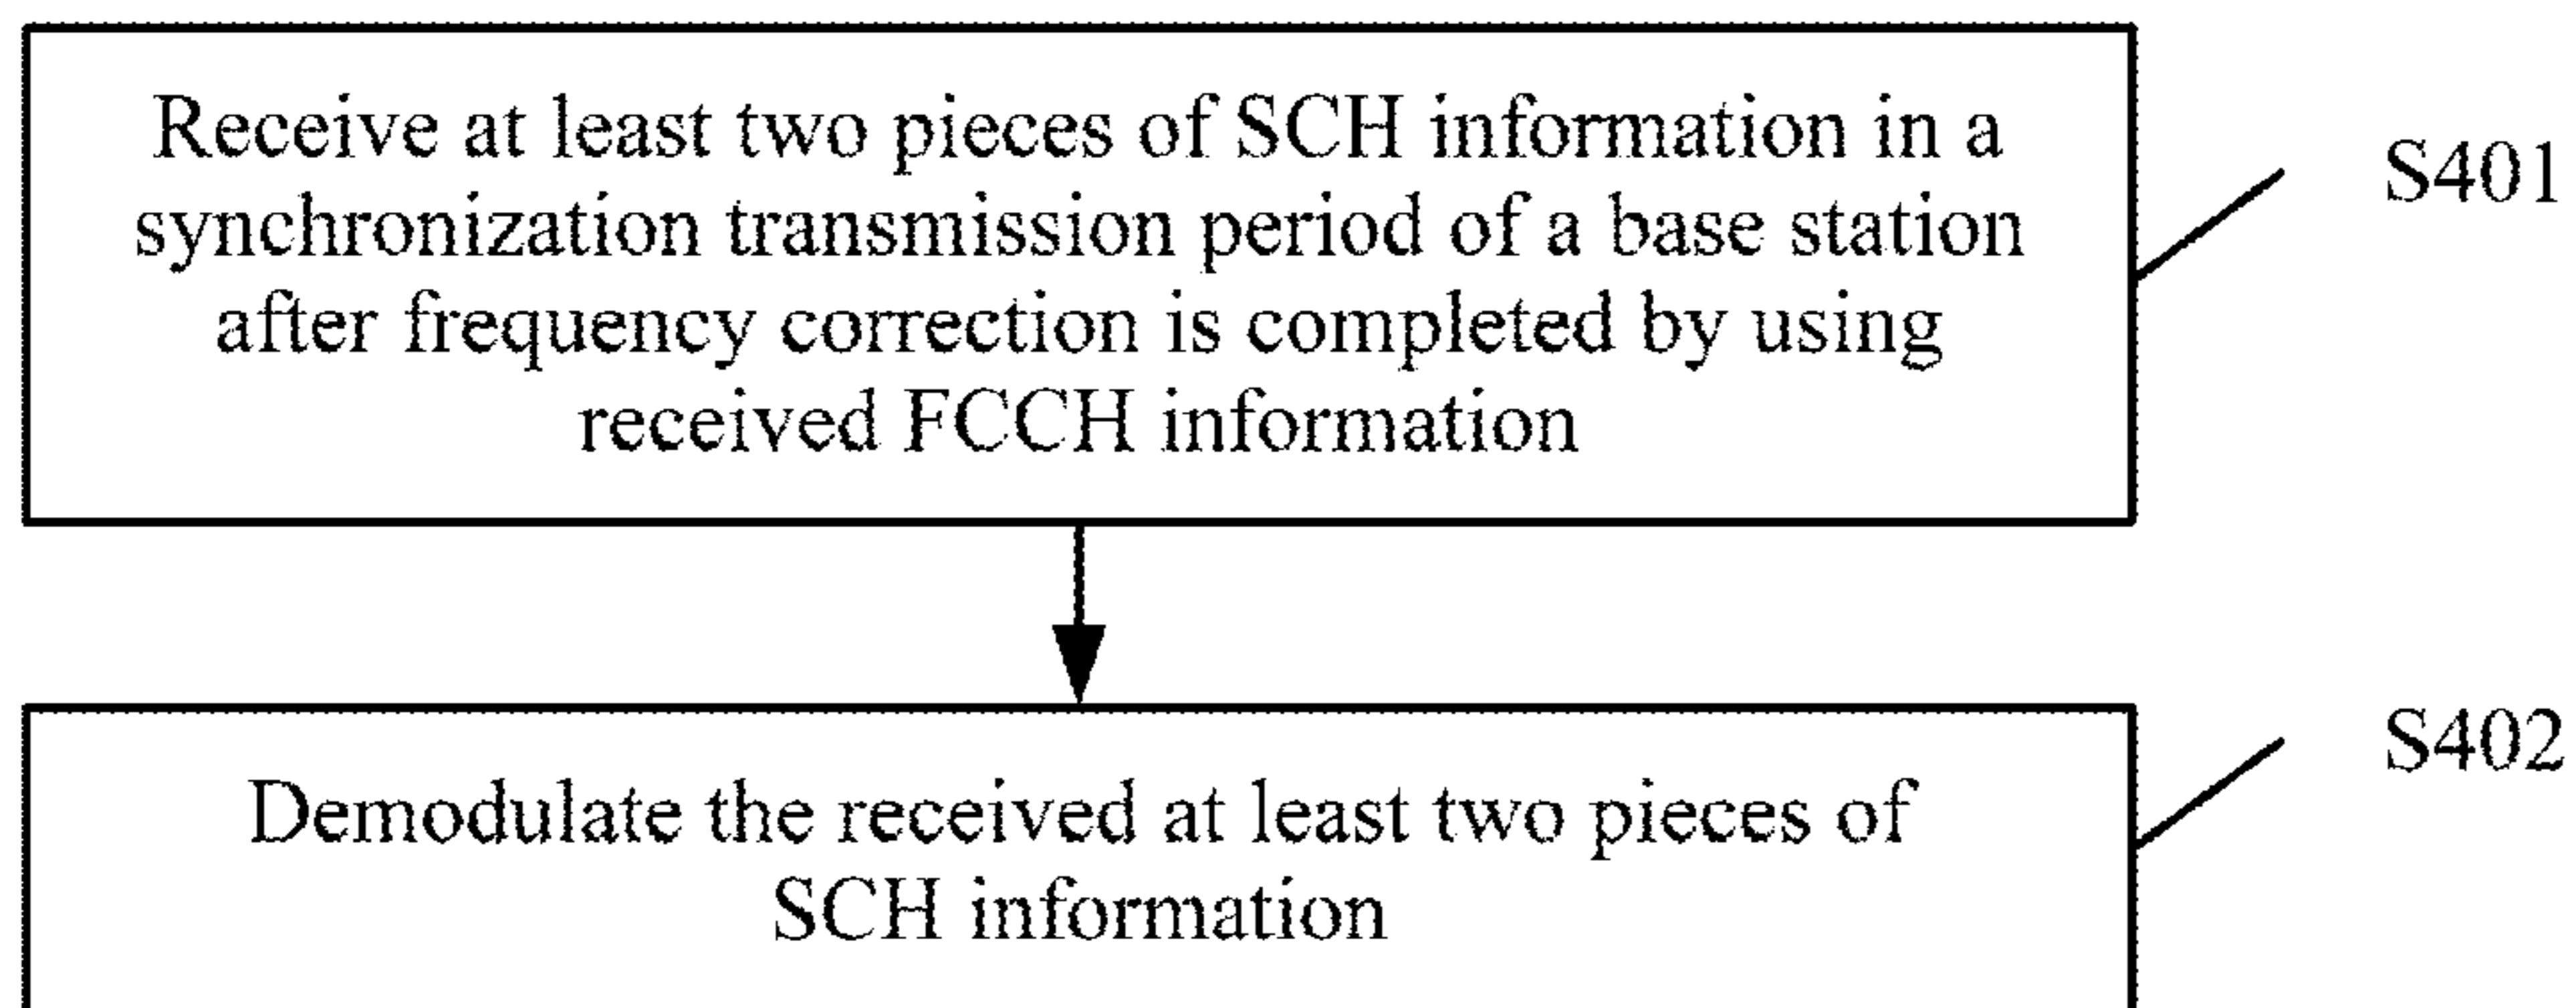 Receive at least two pieces of SCH information in a
synchronization transmission period of a base station
after frequency correction is completed by using
received FCCH information
S401
Demodulate the received at least two pieces of
SCH information
S402